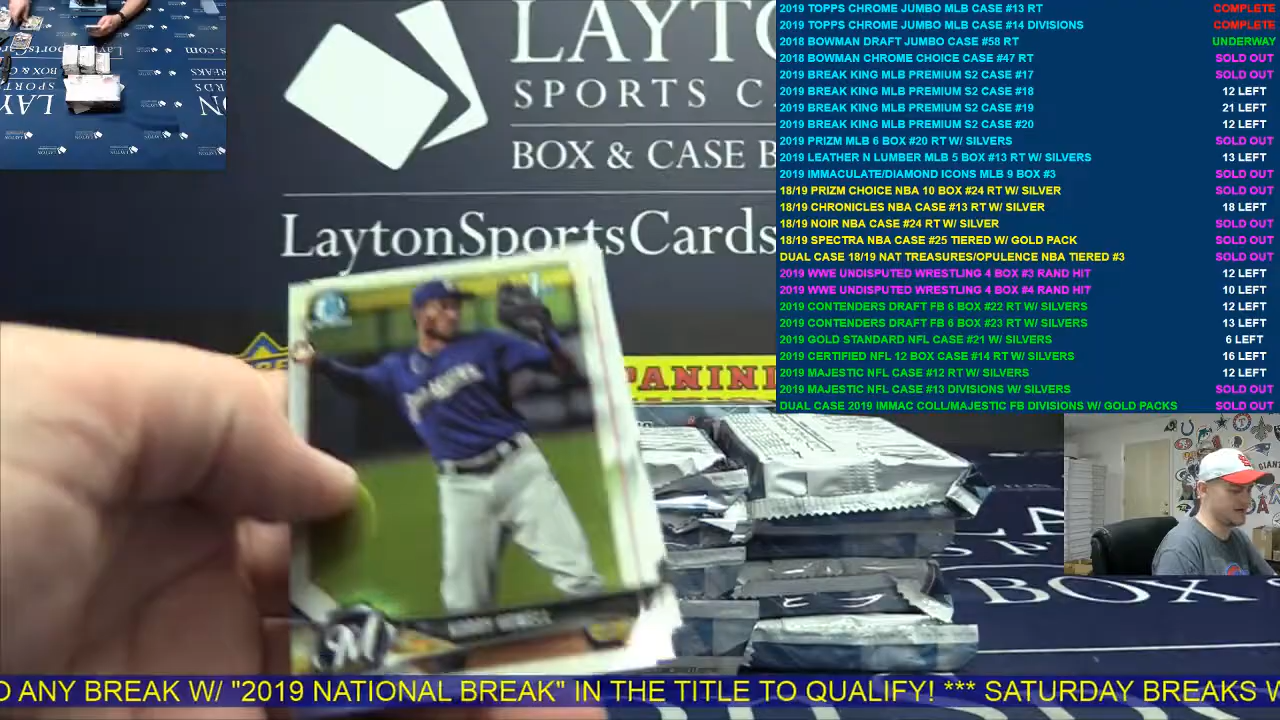 LAYTO
SPORTS C
BOX & CASE B
LaytonSportsCards
PANINI
BOX
2019 TOPPS CHROME JUMBO MLB CASE #13 RT COMPLETE
2019 TOPPS CHROME JUMBO MLB CASE #14 DIVISIONS COMPLETE
2018 BOWMAN DRAFT JUMBO CASE #58 RT UNDERWAY
2018 BOWMAN CHROME CHOICE CASE #47 RT SOLD OUT
2019 BREAK KING MLB PREMIUM S2 CASE #17 SOLD OUT
2019 BREAK KING MLB PREMIUM S2 CASE #18 12 LEFT
2019 BREAK KING MLB PREMIUM S2 CASE #19 21 LEFT
2019 BREAK KING MLB PREMIUM S2 CASE #20 12 LEFT
2019 PRIZM MLB 6 BOX #20 RT W/ SILVERS SOLD OUT
2019 LEATHER N LUMBER MLB 5 BOX #13 RT W/ SILVERS 13 LEFT
2019 IMMACULATE/DIAMOND ICONS MLB 9 BOX #3 SOLD OUT
18/19 PRIZM CHOICE NBA 10 BOX #24 RT W/ SILVER SOLD OUT
18/19 CHRONICLES NBA CASE #13 RT W/ SILVER 18 LEFT
18/19 NOIR NBA CASE #24 RT W/ SILVER SOLD OUT
18/19 SPECTRA NBA CASE #25 TIERED W/ GOLD PACK SOLD OUT
DUAL CASE 18/19 NAT TREASURES/OPULENCE NBA TIERED #3 SOLD OUT
2019 WWE UNDISPUTED WRESTLING 4 BOX #3 RAND HIT 12 LEFT
2019 WWE UNDISPUTED WRESTLING 4 BOX #4 RAND HIT 10 LEFT
2019 CONTENDERS DRAFT FB 6 BOX #22 RT W/ SILVERS 12 LEFT
2019 CONTENDERS DRAFT FB 6 BOX #23 RT W/ SILVERS 13 LEFT
2019 GOLD STANDARD NFL CASE #21 W/ SILVERS 6 LEFT
2019 CERTIFIED NFL 12 BOX CASE #14 RT W/ SILVERS 16 LEFT
2019 MAJESTIC NFL CASE #12 RT W/ SILVERS 12 LEFT
2019 MAJESTIC NFL CASE #13 DIVISIONS W/ SILVERS SOLD OUT
DUAL CASE 2019 IMMAC COLL/MAJESTIC FB DIVISIONS W/ GOLD PACKS SOLD OUT
O ANY BREAK W/ "2019 NATIONAL BREAK" IN THE TITLE TO QUALIFY! *** SATURDAY BREAKS W